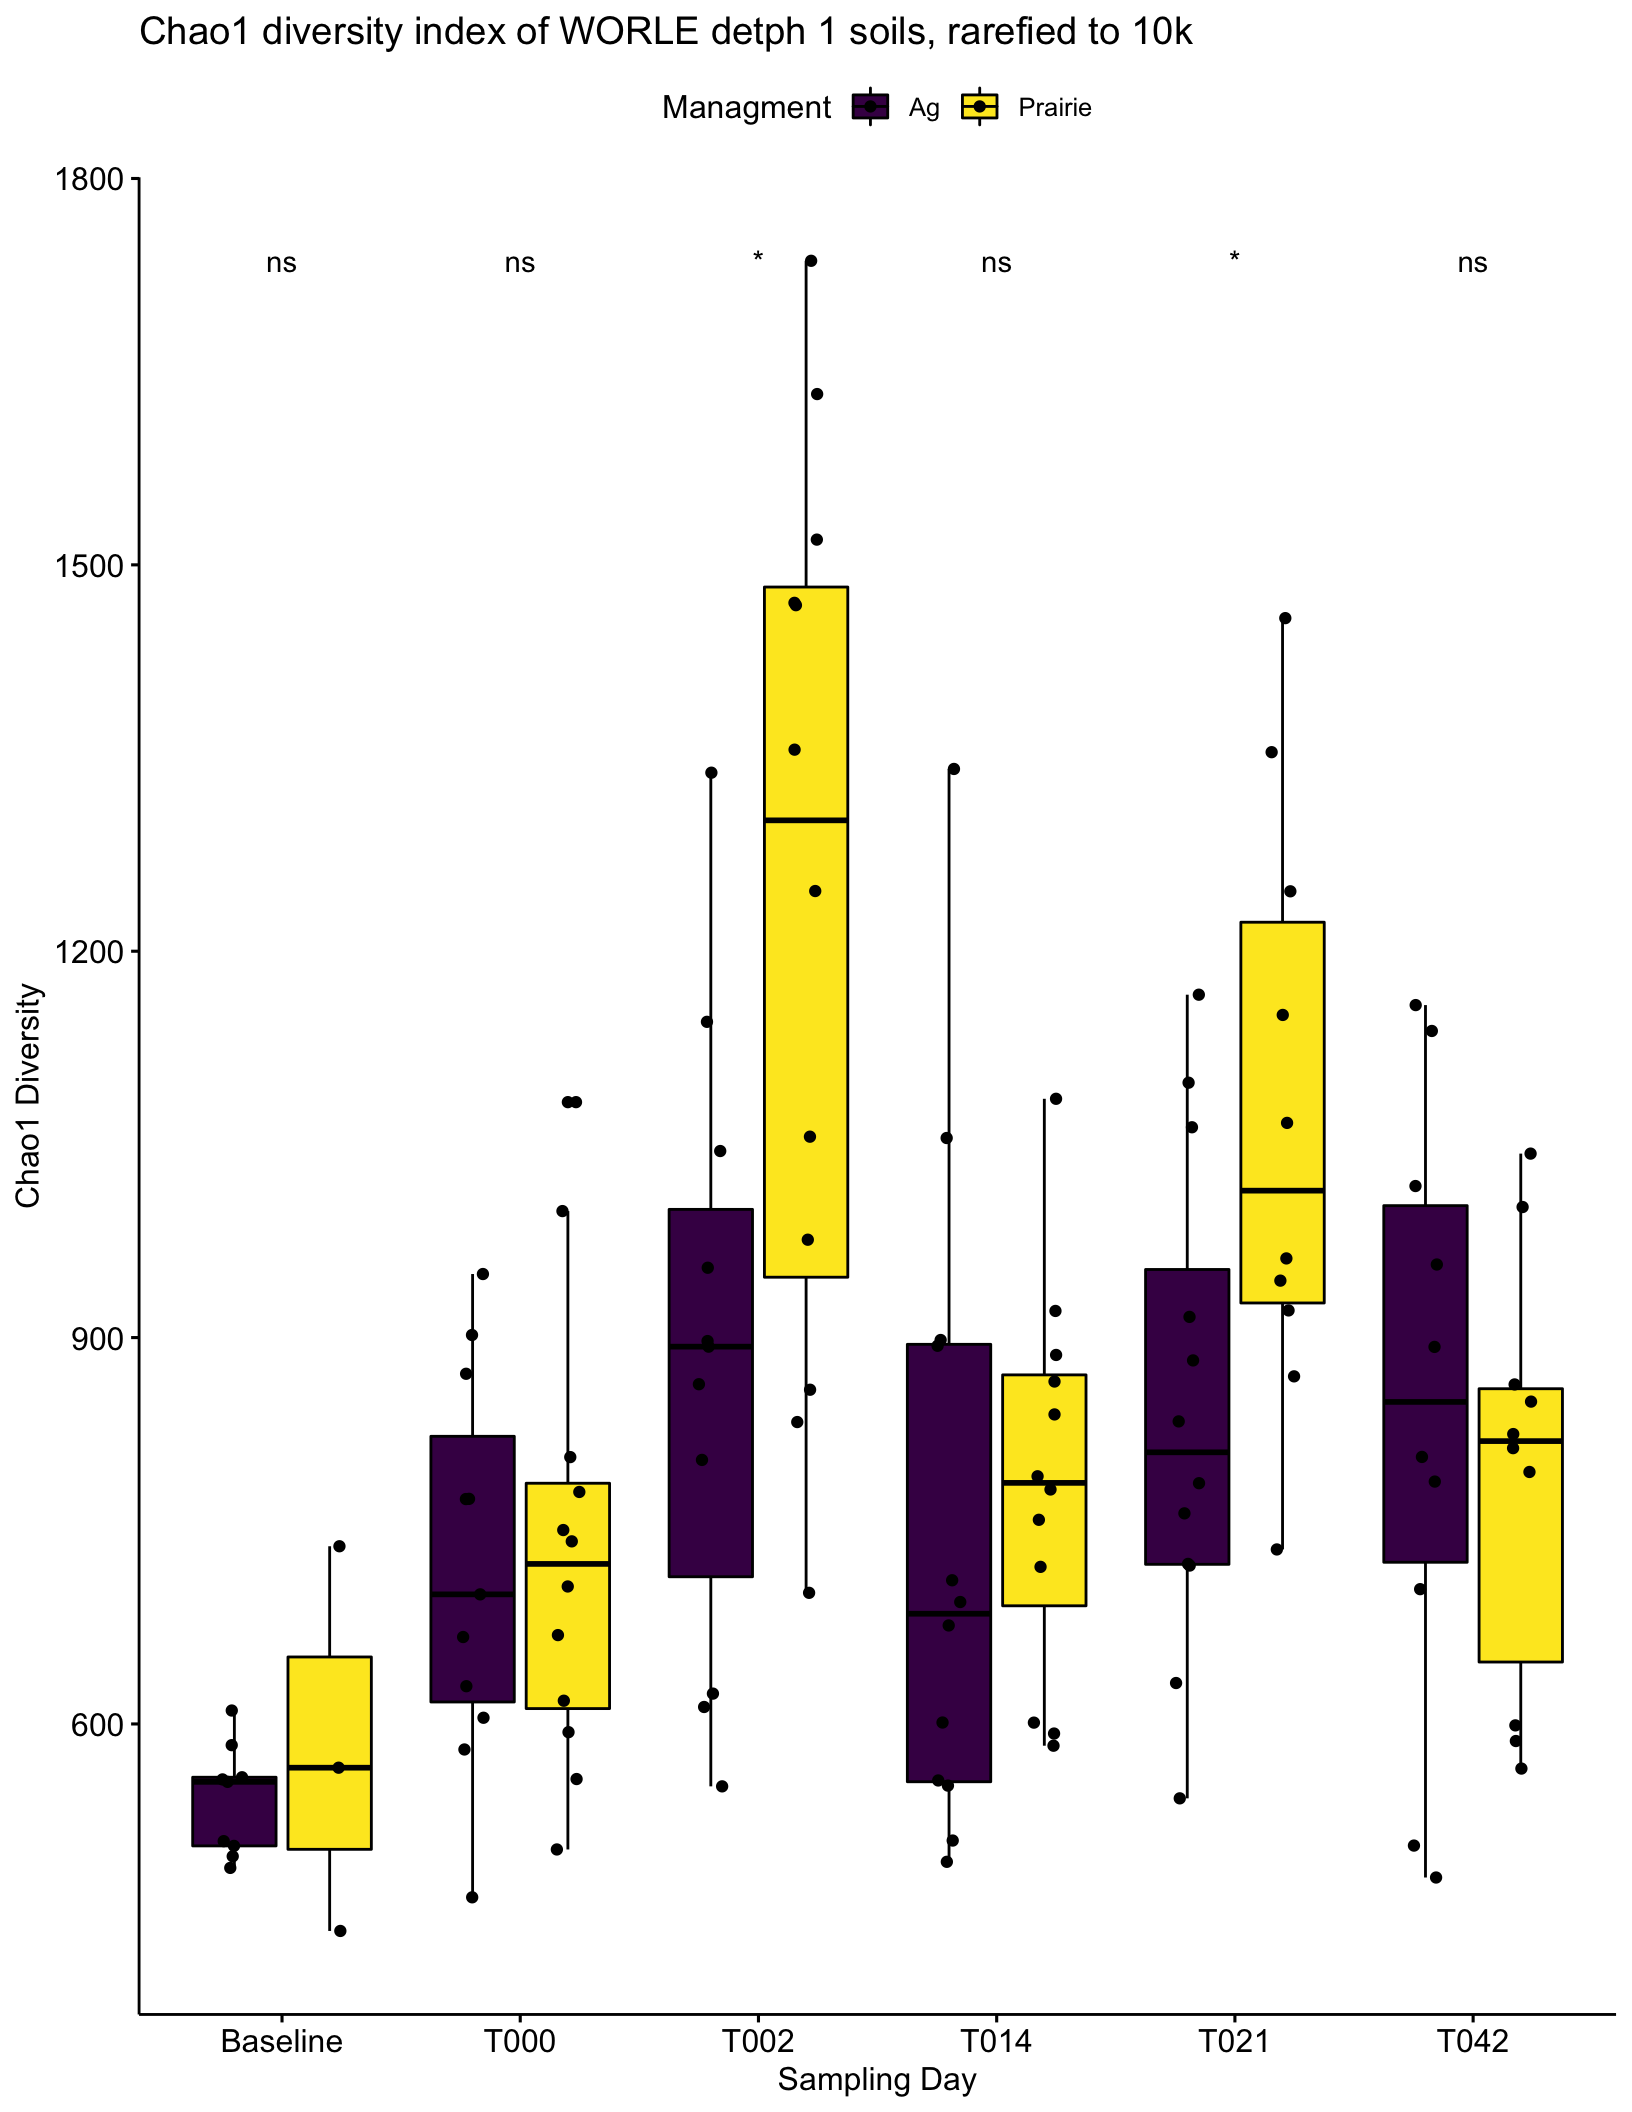 Chao1 diversity index of WORLE detph 1 soils, rarefied to 10k
Managment Ag Prairie
1800
ns ns * ns * ns
1500
1200
900
600
Chao1 Diversity
Baseline T000 T002 T014 T021 T042
Sampling Day